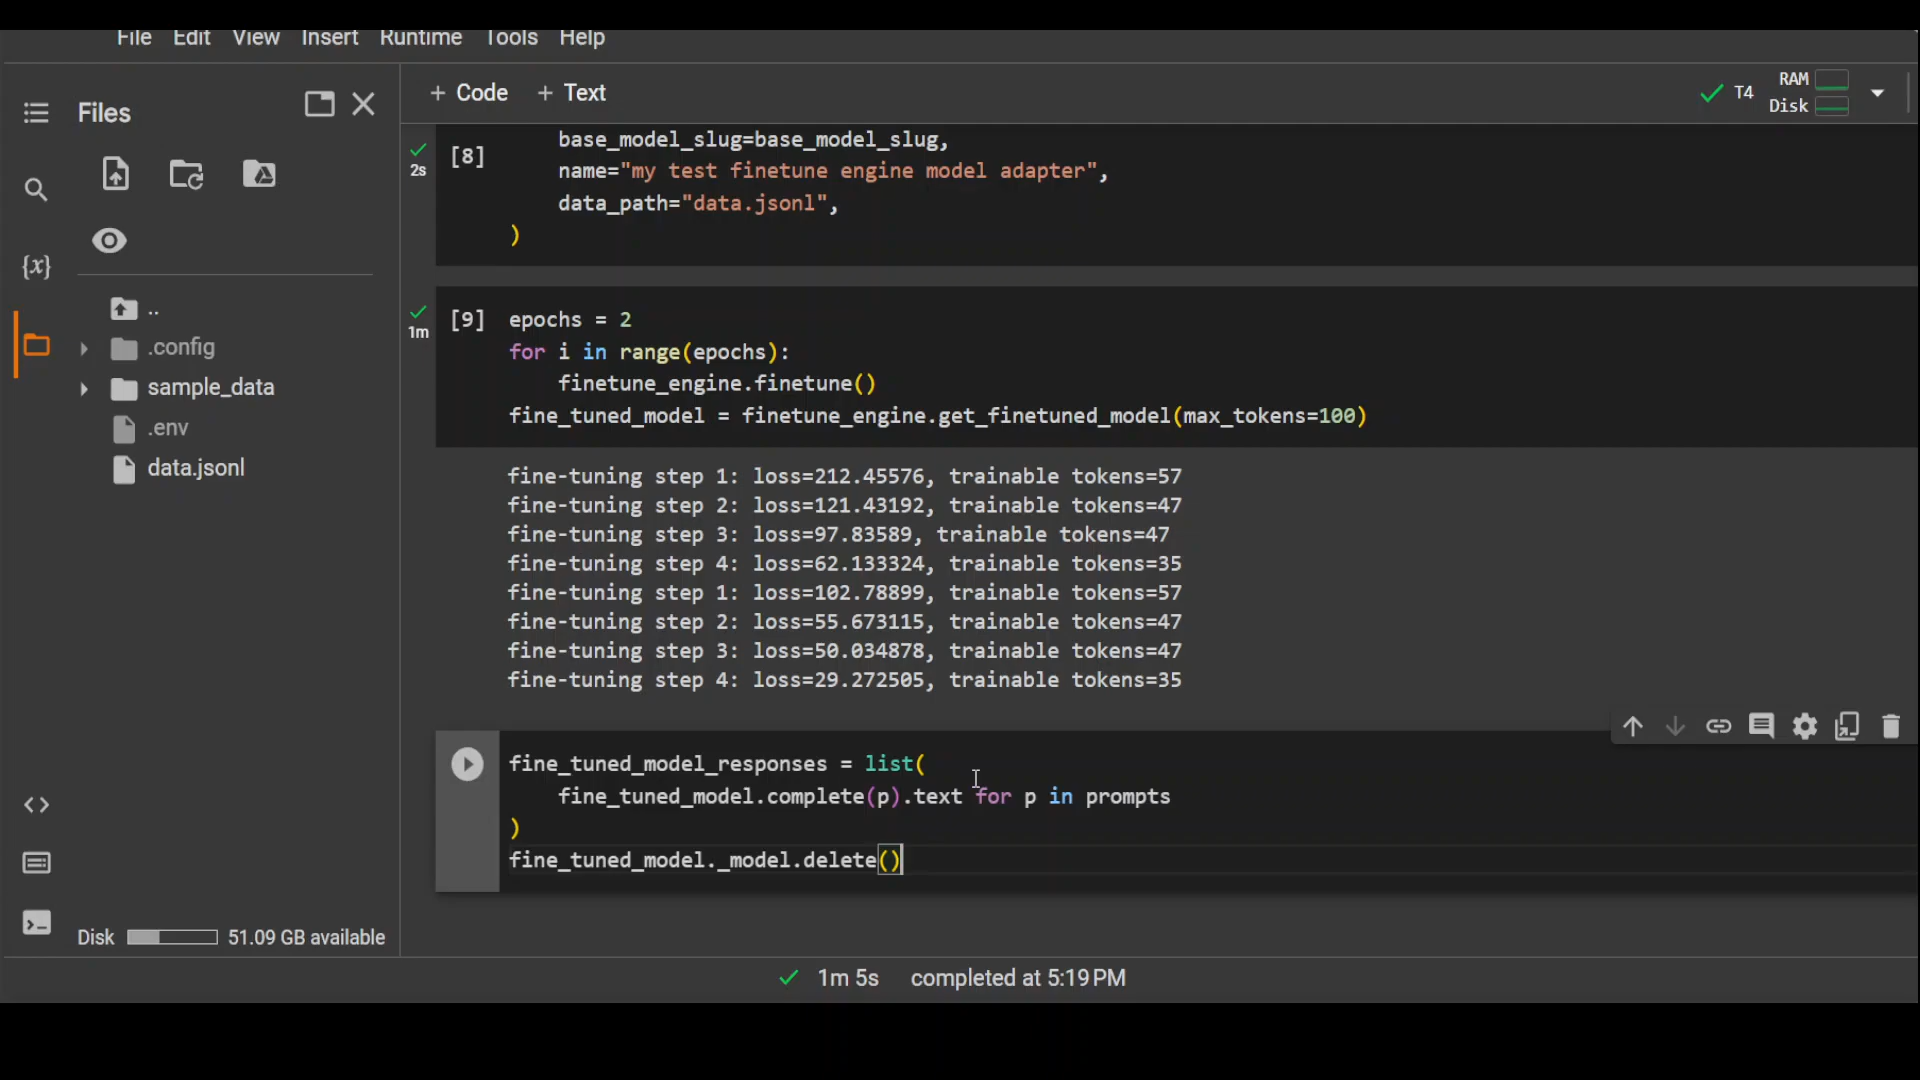 File Edit View Insert Runtime Tools Help
Files
+ Code + Text
T4
RAM
Disk
{x}
..
.config
sample_data
.env
data.jsonl
Disk 51.09 GB available
2s
[8]
base_model_slug=base_model_slug,
name="my test finetune engine model adapter",
data_path="data.jsonl",
)
1m
[9]
epochs = 2
for i in range(epochs):
finetune_engine.finetune()
fine_tuned_model = finetune_engine.get_finetuned_model(max_tokens=100)
fine-tuning step 1: loss=212.45576, trainable tokens=57
fine-tuning step 2: loss=121.43192, trainable tokens=47
fine-tuning step 3: loss=97.83589, trainable tokens=47
fine-tuning step 4: loss=62.133324, trainable tokens=35
fine-tuning step 1: loss=102.78899, trainable tokens=57
fine-tuning step 2: loss=55.673115, trainable tokens=47
fine-tuning step 3: loss=50.034878, trainable tokens=47
fine-tuning step 4: loss=29.272505, trainable tokens=35
fine_tuned_model_responses = list(
fine_tuned_model.complete(p).text for p in prompts
)
fine_tuned_model._model.delete()
1m 5s completed at 5:19 PM